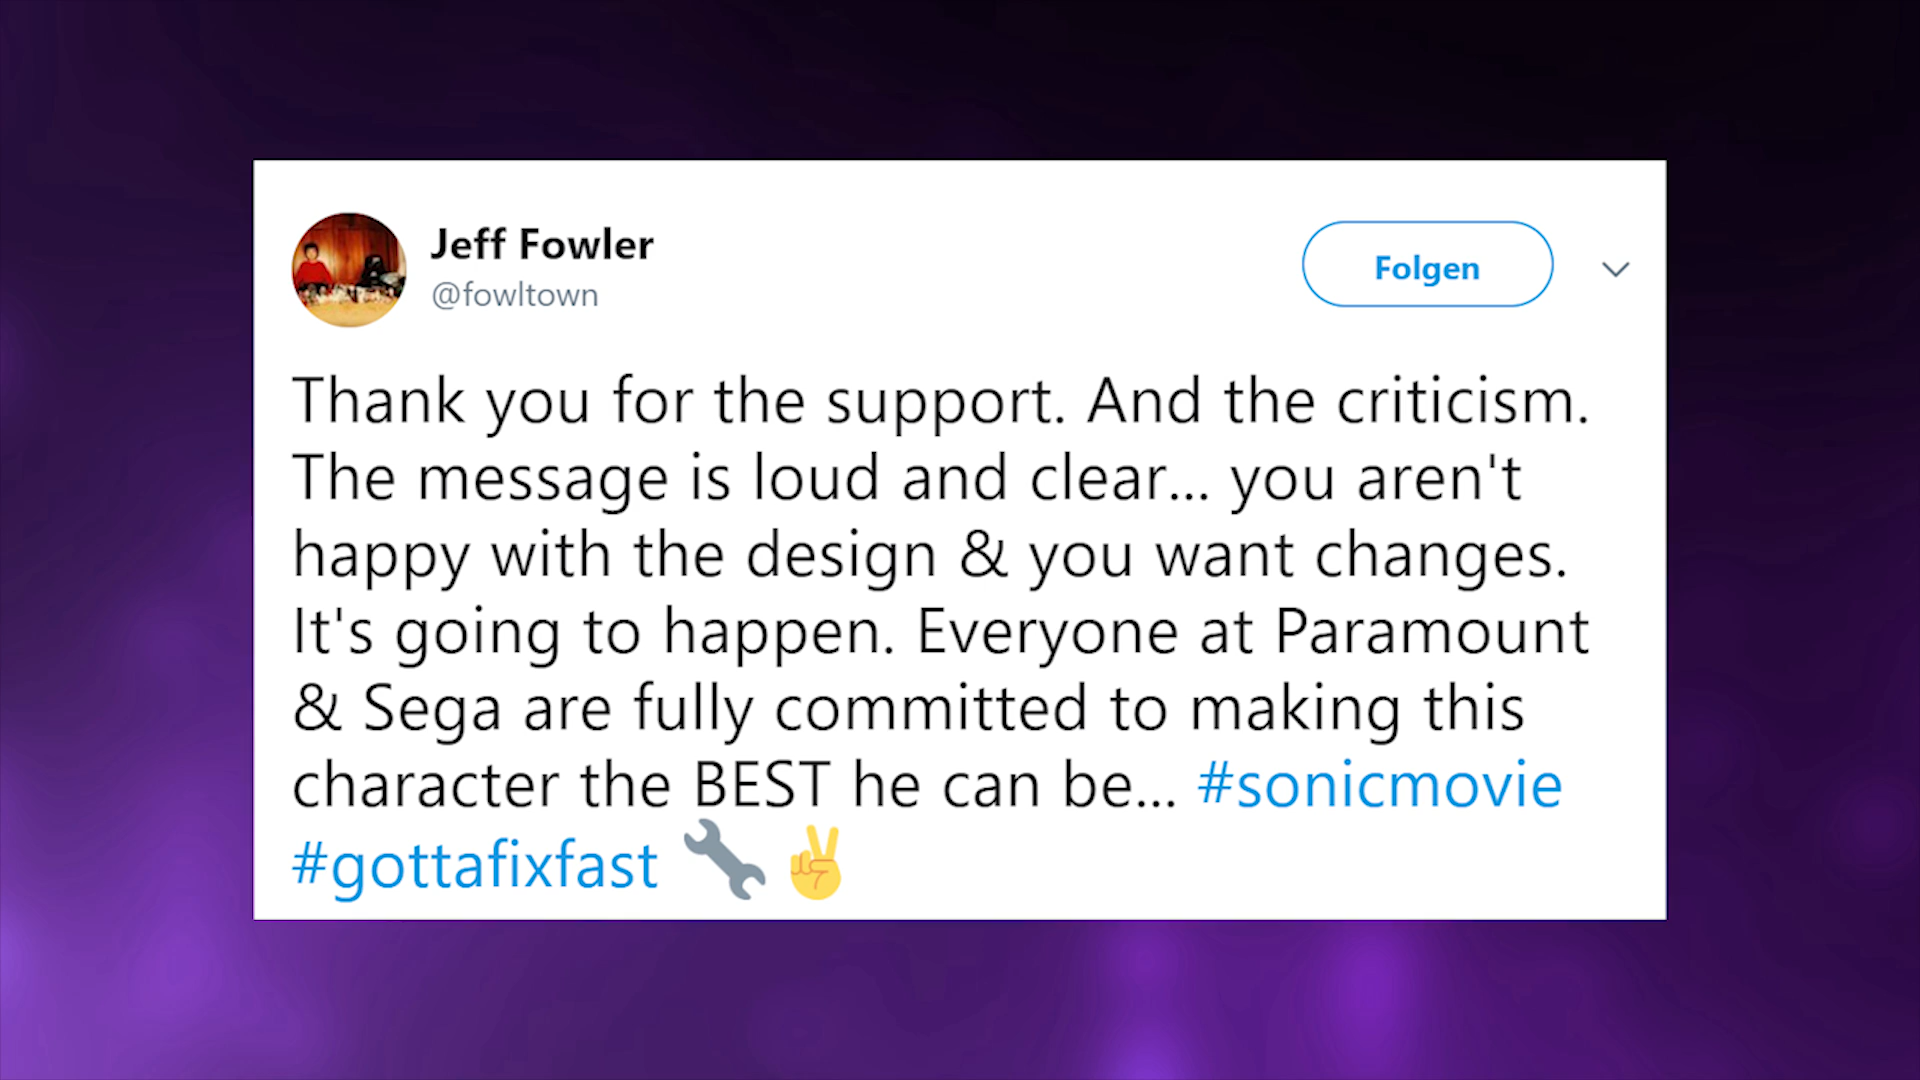 Jeff Fowler
@fowltown
Folgen
Thank you for the support. And the criticism.
The message is loud and clear... you aren't
happy with the design & you want changes.
It's going to happen. Everyone at Paramount
& Sega are fully committed to making this
character the BEST he can be... #sonicmovie
#gottafixfast 🔧✌